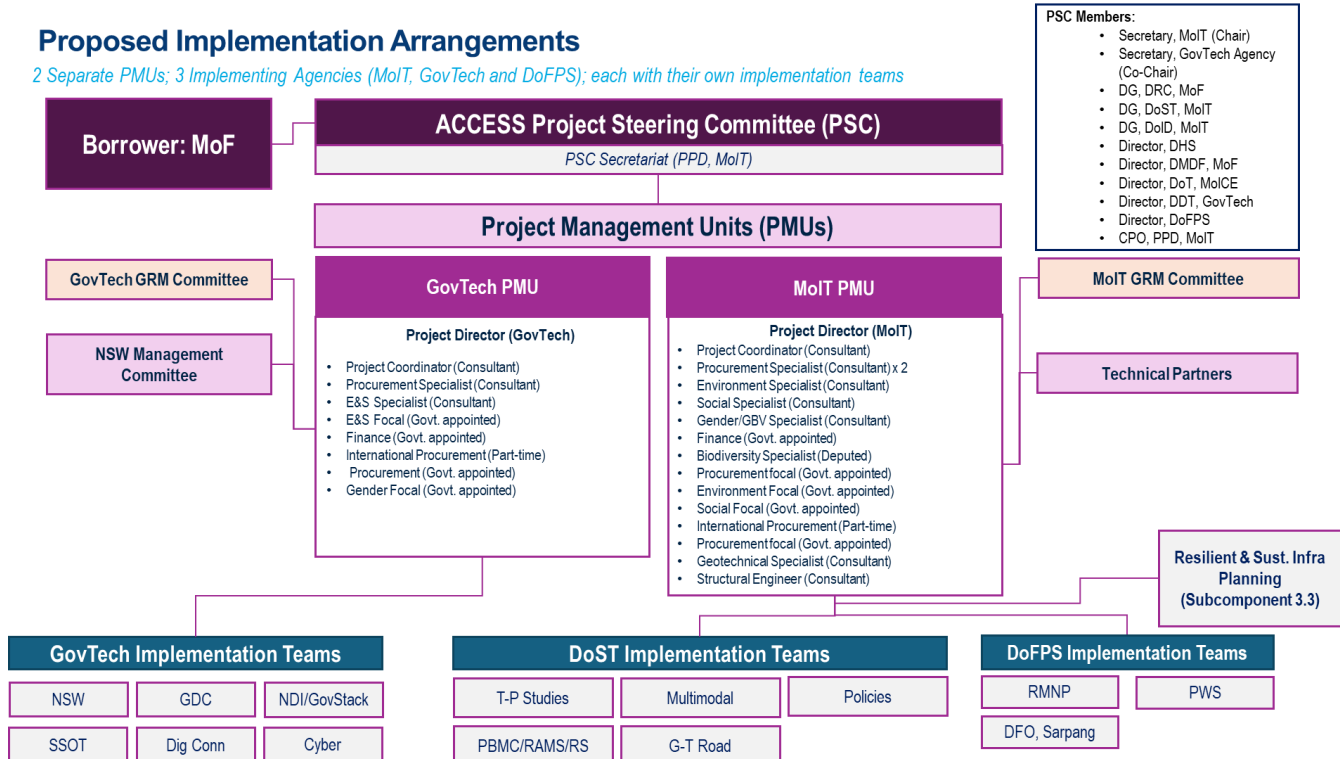 Proposed Implementation Arrangements
2 Separate PMUs; 3 Implementing Agencies (MoIT, GovTech and DoFPS); each with their own implementation teams
PSC Members:
• Secretary, MoIT (Chair)
• Secretary, GovTech Agency
(Co-Chair)
• DG, DRC, MoF
• DG, DoST, MoIT
• DG, DoID, MoIT
• Director, DHS
• Director, DMDF, MoF
• Director, DoT, MoICE
• Director, DDT, GovTech
• Director, DoFPS
• CPO, PPD, MoIT
Borrower: MoF
ACCESS Project Steering Committee (PSC)
PSC Secretariat (PPD, MoIT)
Project Management Units (PMUs)
GovTech GRM Committee
NSW Management
Committee
GovTech PMU
Project Director (GovTech)
• Project Coordinator (Consultant)
• Procurement Specialist (Consultant)
• E&S Specialist (Consultant)
• E&S Focal (Govt. appointed)
• Finance (Govt. appointed)
• International Procurement (Part-time)
• Procurement (Govt. appointed)
• Gender Focal (Govt. appointed)
MoIT PMU
Project Director (MoIT)
• Project Coordinator (Consultant)
• Procurement Specialist (Consultant) x 2
• Environment Specialist (Consultant)
• Social Specialist (Consultant)
• Gender/GBV Specialist (Consultant)
• Finance (Govt. appointed)
• Biodiversity Specialist (Deputed)
• Procurement focal (Govt. appointed)
• Environment Focal (Govt. appointed)
• Social Focal (Govt. appointed)
• International Procurement (Part-time)
• Procurement focal (Govt. appointed)
• Geotechnical Specialist (Consultant)
• Structural Engineer (Consultant)
MoIT GRM Committee
Technical Partners
Resilient & Sust. Infra
Planning
(Subcomponent 3.3)
GovTech Implementation Teams
NSW
GDC
NDI/GovStack
SSOT
Dig Conn
Cyber
DoST Implementation Teams
T-P Studies
Multimodal
Policies
PBMC/RAMS/RS
G-T Road
DoFPS Implementation Teams
RMNP
PWS
DFO, Sarpang